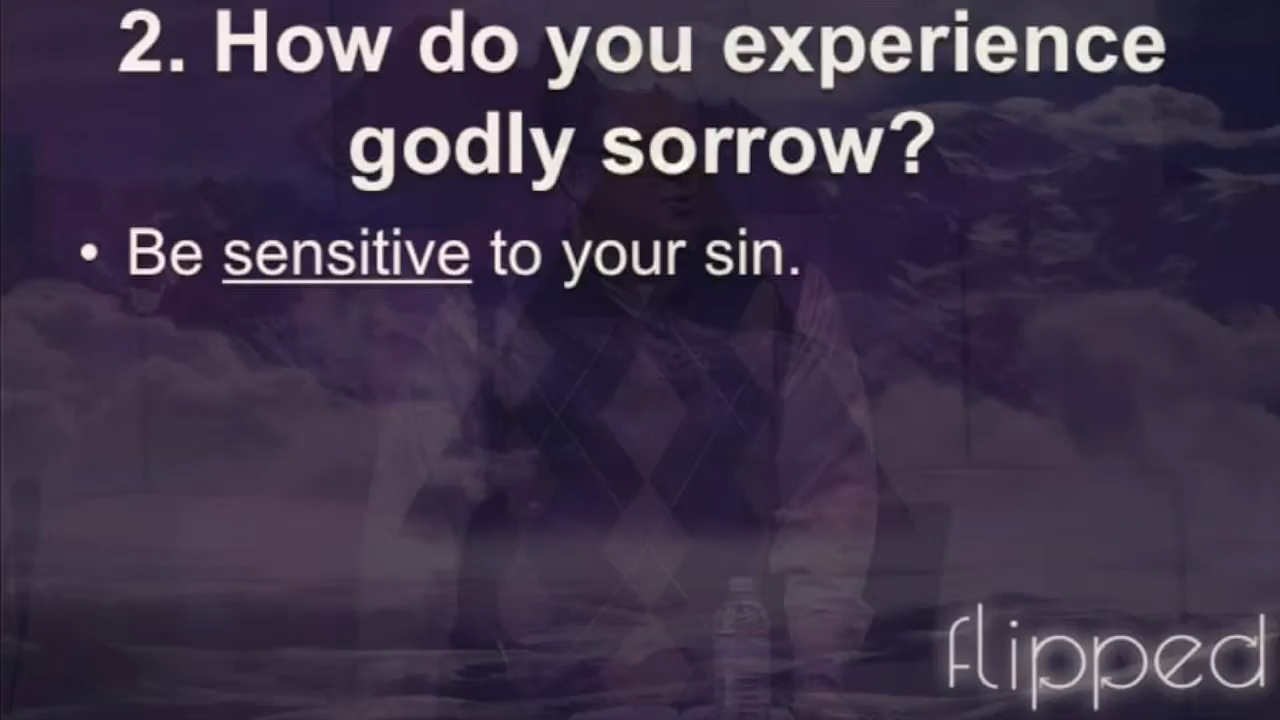 2. How do you experience
godly sorrow?
• Be sensitive to your sin.
flipped